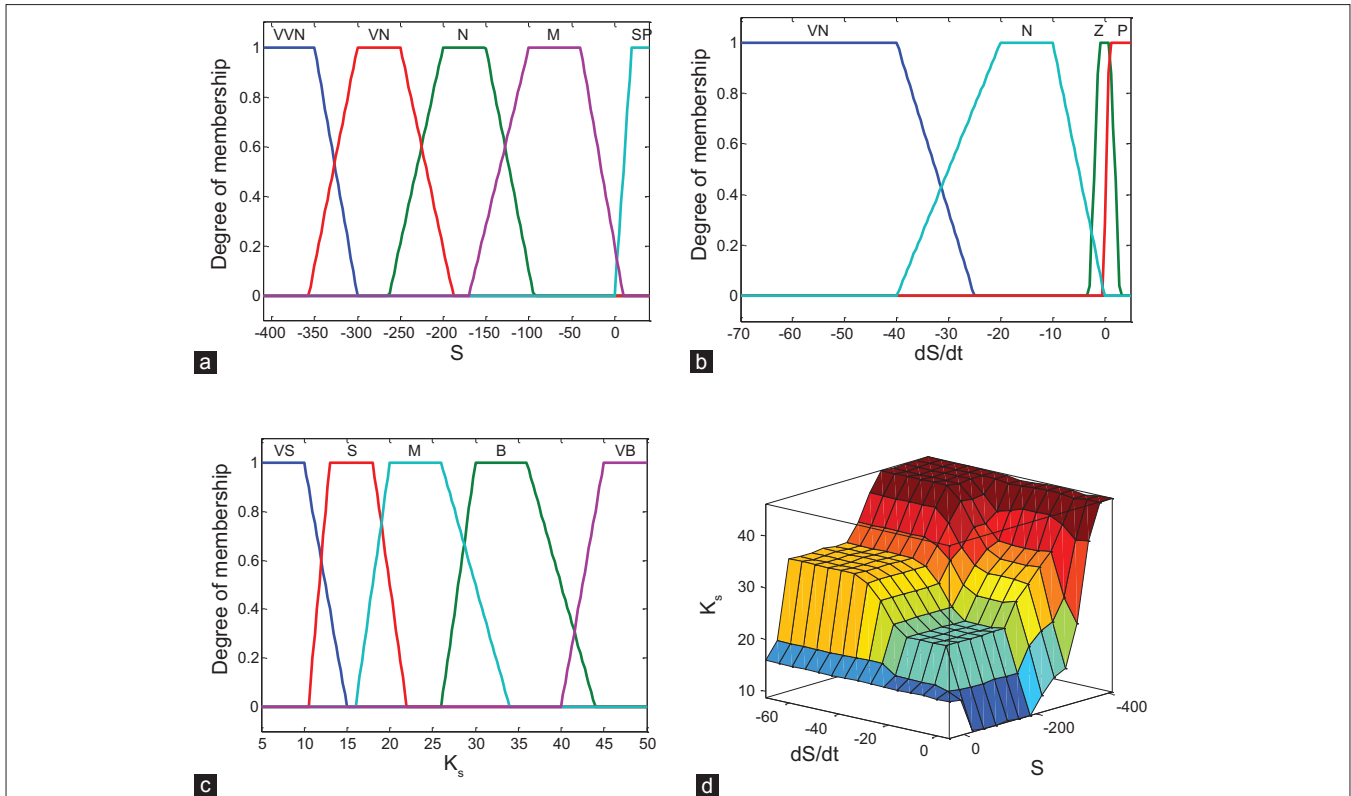 VVN VN N M SP
1
0.8
0.6
0.4
0.2
0
Degree of membership
-400 -350 -300 -250 -200 -150 -100 -50 0
S
a
VN N Z P
1
0.8
0.6
0.4
0.2
0
Degree of membership
-70 -60 -50 -40 -30 -20 -10 0
dS/dt
b
VS S M B VB
1
0.8
0.6
0.4
0.2
0
Degree of membership
5 10 15 20 25 30 35 40 45 50
Ks
c
40
30
20
10
Ks
-60 -40 -20 0
dS/dt
0 -200 -400
S
d